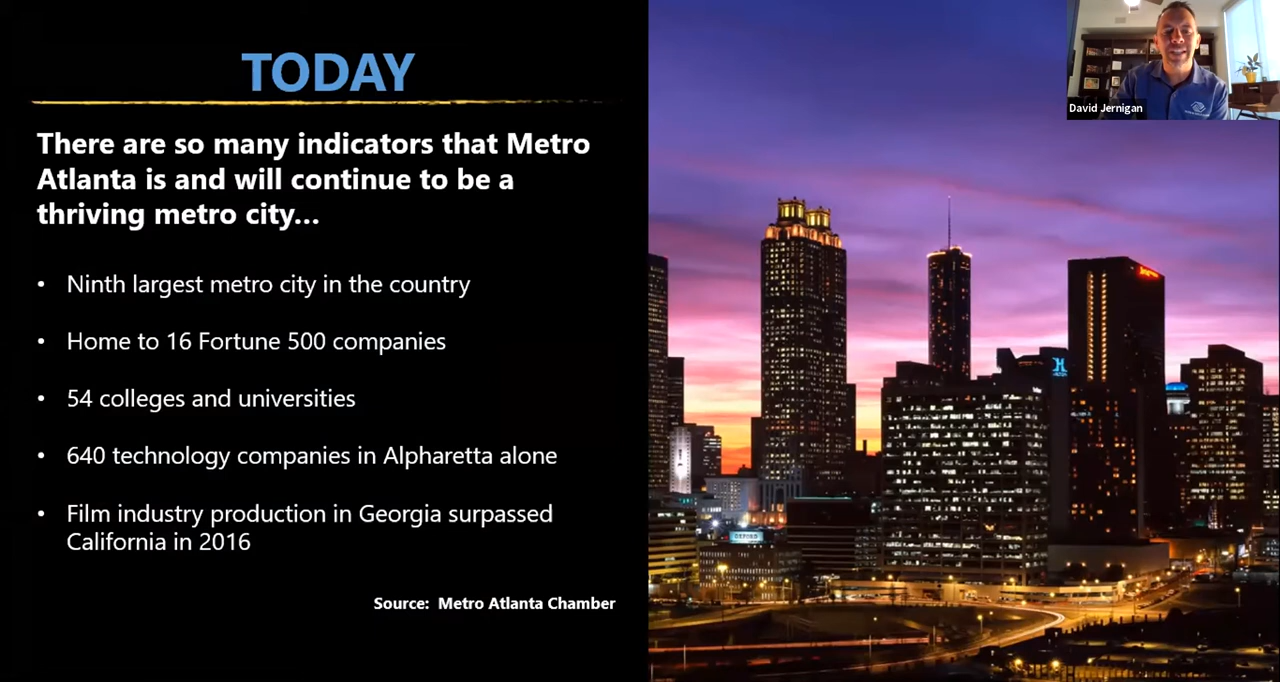 TODAY
There are so many indicators that Metro
Atlanta is and will continue to be a
thriving metro city...
• Ninth largest metro city in the country
• Home to 16 Fortune 500 companies
• 54 colleges and universities
• 640 technology companies in Alpharetta alone
• Film industry production in Georgia surpassed
California in 2016
Source: Metro Atlanta Chamber
David Jernigan
OXFORD